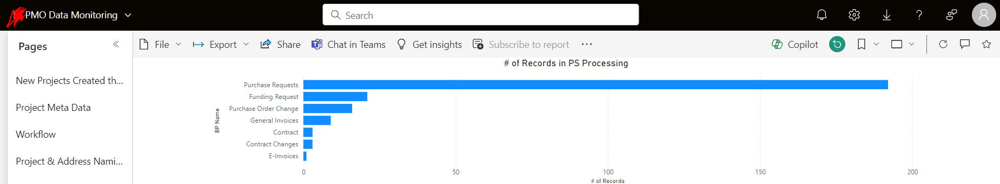 PMO Data Monitoring
Search
Pages
File
Export
Share
Chat in Teams
Get insights
Subscribe to report
Copilot
New Projects Created th...
Project Meta Data
Workflow
Project & Address Nami...
# of Records in PS Processing
BP Name
Purchase Requests
Funding Request
Purchase Order Change
General Invoices
Contract
Contract Changes
E-Invoices
0 50 100 150 200
# of Records